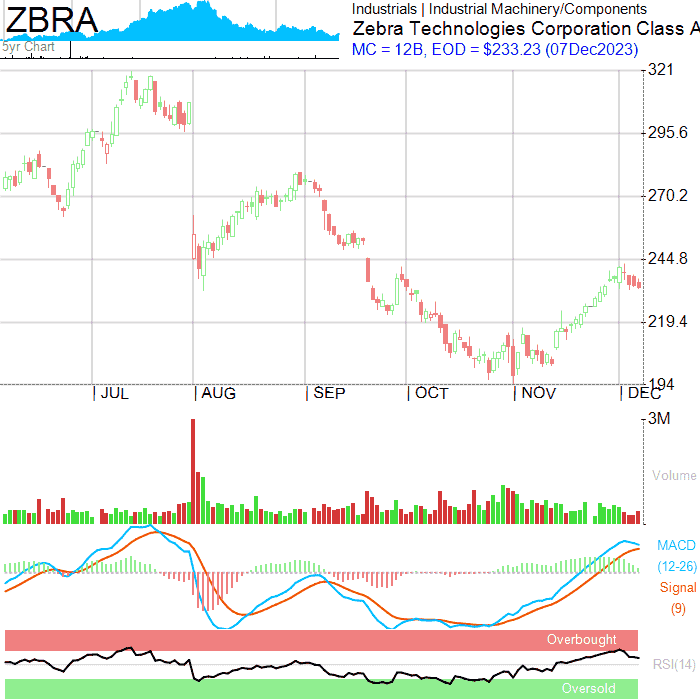 ZBRA
5yr Chart
Industrials | Industrial Machinery/Components
Zebra Technologies Corporation Class A
MC = 12B, EOD = $233.23 (07Dec2023)
321
295.6
270.2
244.8
219.4
194
JUL
AUG
SEP
OCT
NOV
DEC
3M
Volume
MACD
(12-26)
Signal
(9)
Overbought
RSI(14)
Oversold